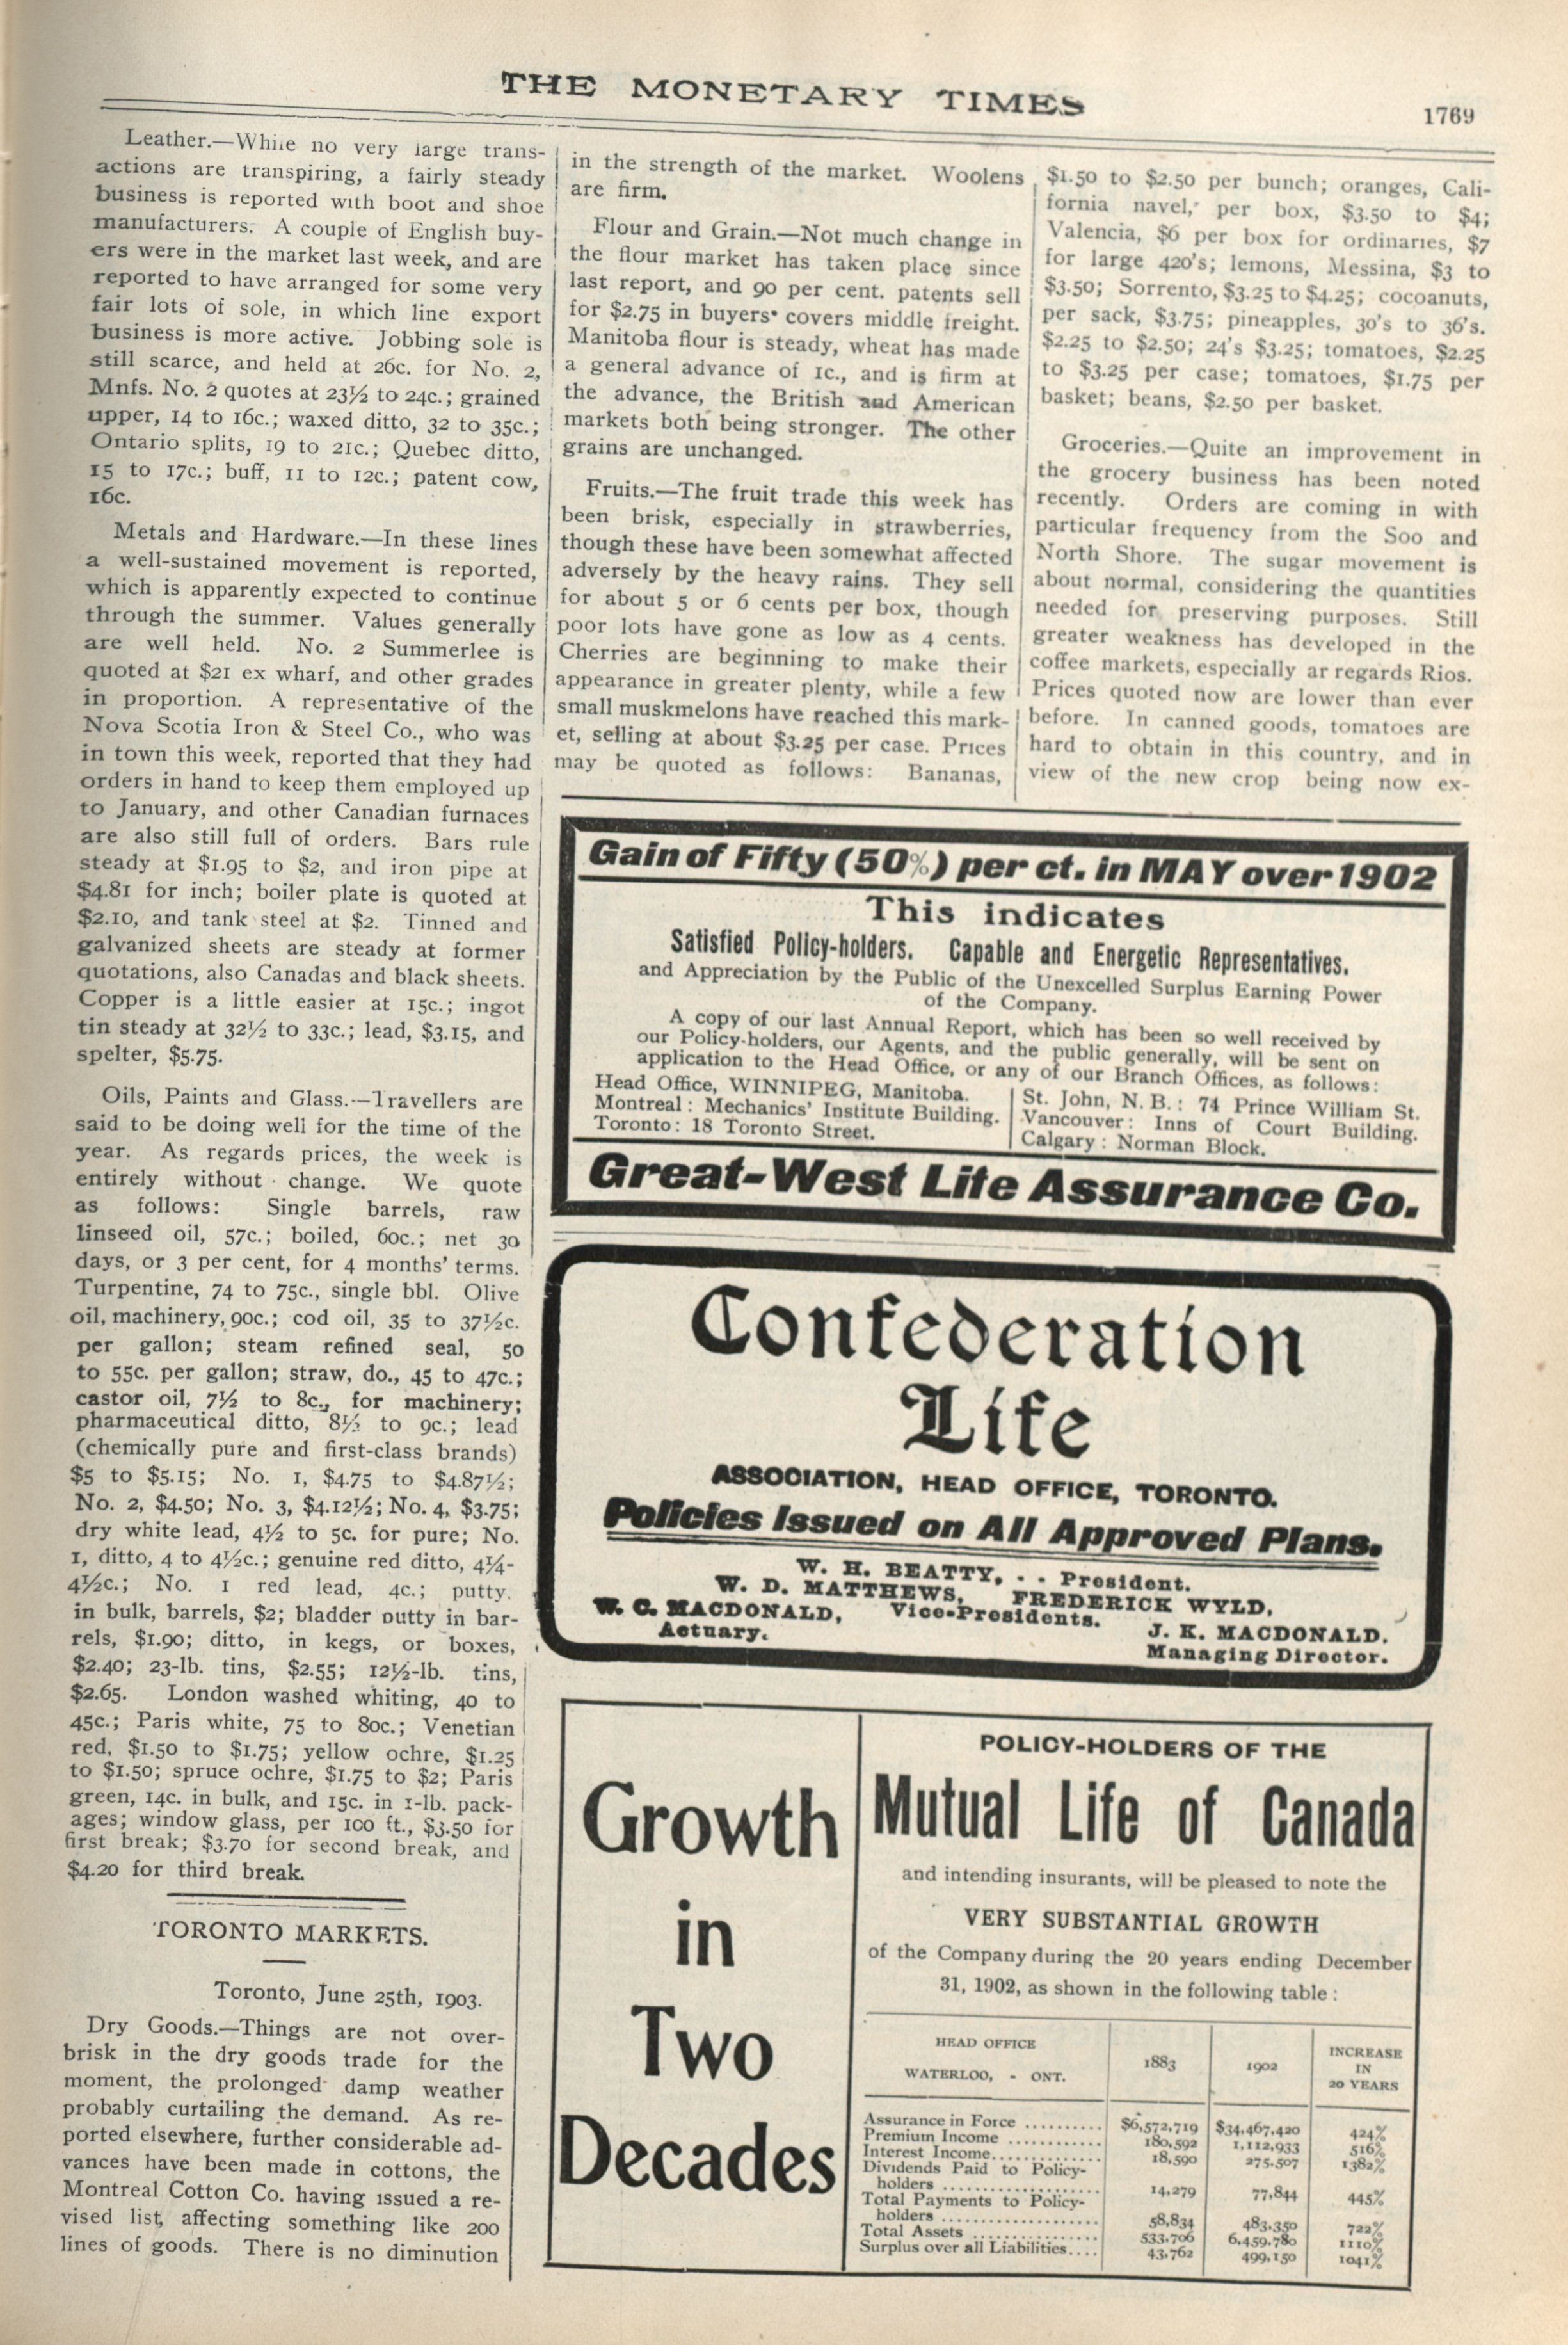 THE MONETARY TIMES
1769
Leather.—While no very large trans-
actions are transpiring, a fairly steady
business is reported with boot and shoe
manufacturers. A couple of English buy-
ers were in the market last week, and are
reported to have arranged for some very
fair lots of sole, in which line export
business is more active. Jobbing sole is
still scarce, and held at 26c. for No. 2,
Mnfs. No. 2 quotes at 23½ to 24c.; grained
upper, 14 to 16c.; waxed ditto, 32 to 35c.;
Ontario splits, 19 to 21c.; Quebec ditto,
15 to 17c.; buff, 11 to 12c.; patent cow,
16c.
Metals and Hardware.—In these lines
a well-sustained movement is reported,
which is apparently expected to continue
through the summer. Values generally
are well held. No. 2 Summerlee is
quoted at $21 ex wharf, and other grades
in proportion. A representative of the
Nova Scotia Iron & Steel Co., who was
in town this week, reported that they had
orders in hand to keep them employed up
to January, and other Canadian furnaces
are also still full of orders. Bars rule
steady at $1.95 to $2, and iron pipe at
$4.81 for inch; boiler plate is quoted at
$2.10, and tank steel at $2. Tinned and
galvanized sheets are steady at former
quotations, also Canadas and black sheets.
Copper is a little easier at 15c.; ingot
tin steady at 32½ to 33c.; lead, $3.15, and
spelter, $5.75.
Oils, Paints and Glass.—Travellers are
said to be doing well for the time of the
year. As regards prices, the week is
entirely without change. We quote
as follows: Single barrels, raw
linseed oil, 57c.; boiled, 60c.; net 30
days, or 3 per cent, for 4 months' terms.
Turpentine, 74 to 75c., single bbl. Olive
oil, machinery, 90c.; cod oil, 35 to 37½c.
per gallon; steam refined seal, 50
to 55c. per gallon; straw, do., 45 to 47c.;
castor oil, 7½ to 8c., for machinery;
pharmaceutical ditto, 8½ to 9c.; lead
(chemically pure and first-class brands)
$5 to $5.15; No. 1, $4.75 to $4.87½;
No. 2, $4.50; No. 3, $4.12½; No. 4, $3.75;
dry white lead, 4½ to 5c. for pure; No.
1, ditto, 4 to 4½c.; genuine red ditto, 4¼-
4½c.; No. 1 red lead, 4c.; putty,
in bulk, barrels, $2; bladder putty in bar-
rels, $1.90; ditto, in kegs, or boxes,
$2.40; 23-lb. tins, $2.55; 12½-lb. tins,
$2.65. London washed whiting, 40 to
45c.; Paris white, 75 to 80c.; Venetian
red, $1.50 to $1.75; yellow ochre, $1.25
to $1.50; spruce ochre, $1.75 to $2; Paris
green, 14c. in bulk, and 15c. in 1-lb. pack-
ages; window glass, per 100 ft., $3.50 for
first break; $3.70 for second break, and
$4.20 for third break.
TORONTO MARKETS.
Toronto, June 25th, 1903.
Dry Goods.—Things are not over-
brisk in the dry goods trade for the
moment, the prolonged damp weather
probably curtailing the demand. As re-
ported elsewhere, further considerable ad-
vances have been made in cottons, the
Montreal Cotton Co. having issued a re-
vised list, affecting something like 200
lines of goods. There is no diminution
in the strength of the market. Woolens
are firm.
Flour and Grain.—Not much change in
the flour market has taken place since
last report, and 90 per cent. patents sell
for $2.75 in buyers' covers middle freight.
Manitoba flour is steady, wheat has made
a general advance of 1c., and is firm at
the advance, the British and American
markets both being stronger. The other
grains are unchanged.
Fruits.—The fruit trade this week has
been brisk, especially in strawberries,
though these have been somewhat affected
adversely by the heavy rains. They sell
for about 5 or 6 cents per box, though
poor lots have gone as low as 4 cents.
Cherries are beginning to make their
appearance in greater plenty, while a few
small muskmelons have reached this mark-
et, selling at about $3.25 per case. Prices
may be quoted as follows: Bananas,
$1.50 to $2.50 per bunch; oranges, Cali-
fornia navel, per box, $3.50 to $4;
Valencia, $6 per box for ordinaries, $7
for large 420's; lemons, Messina, $3 to
$3.50; Sorrento, $3.25 to $4.25; cocoanuts,
per sack, $3.75; pineapples, 30's to 36's.
$2.25 to $2.50; 24's $3.25; tomatoes, $2.25
to $3.25 per case; tomatoes, $1.75 per
basket; beans, $2.50 per basket.
Groceries.—Quite an improvement in
the grocery business has been noted
recently. Orders are coming in with
particular frequency from the Soo and
North Shore. The sugar movement is
about normal, considering the quantities
needed for preserving purposes. Still
greater weakness has developed in the
coffee markets, especially ar regards Rios.
Prices quoted now are lower than ever
before. In canned goods, tomatoes are
hard to obtain in this country, and in
view of the new crop being now ex-
Gain of Fifty (50%) per ct. in MAY over 1902
This indicates
Satisfied Policy-holders. Capable and Energetic Representatives.
and Appreciation by the Public of the Unexcelled Surplus Earning Power
of the Company.
A copy of our last Annual Report, which has been so well received by
our Policy-holders, our Agents, and the public generally, will be sent on
application to the Head Office, or any of our Branch Offices, as follows:
Head Office, WINNIPEG, Manitoba.
Montreal: Mechanics' Institute Building.
Toronto: 18 Toronto Street.
St. John, N. B.: 74 Prince William St.
Vancouver: Inns of Court Building.
Calgary: Norman Block.
Great-West Life Assurance Co.
Confederation
Life
ASSOCIATION, HEAD OFFICE, TORONTO.
Policies Issued on All Approved Plans.
W. H. BEATTY, - - President.
W. D. MATTHEWS, FREDERICK WYLD,
Vice-Presidents.
W. C. MACDONALD,
Actuary.
J. K. MACDONALD.
Managing Director.
Growth
in
Two
Decades
POLICY-HOLDERS OF THE
Mutual Life of Canada
and intending insurants, will be pleased to note the
VERY SUBSTANTIAL GROWTH
of the Company during the 20 years ending December
31, 1902, as shown in the following table:
HEAD OFFICE
WATERLOO, - ONT.
1883
1902
INCREASE
IN
20 YEARS
Assurance in Force .......... $6,572,719 $34,467,420 424%
Premium Income ............ 180,592 1,112,933 516%
Interest Income.............. 18,590 275,507 1382%
Dividends Paid to Policy-
holders .................... 14,279 77,844 445%
Total Payments to Policy-
holders .................... 58,834 483,350 722%
Total Assets ................ 533,706 6,459,780 1110%
Surplus over all Liabilities.... 43,762 499,150 1041%